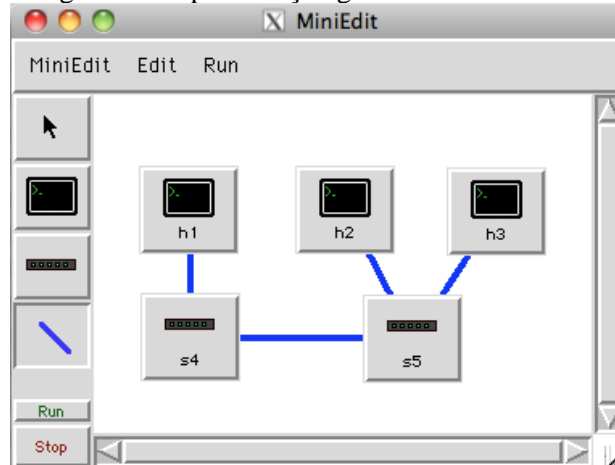 MiniEdit
MiniEdit Edit Run
h1 h2 h3
s4 s5
Run
Stop